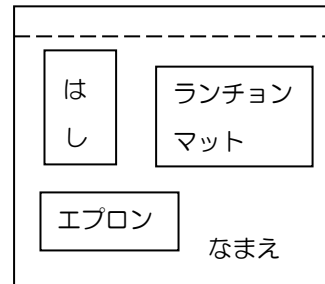 はし
ランチョン
マット
エプロン
なまえ